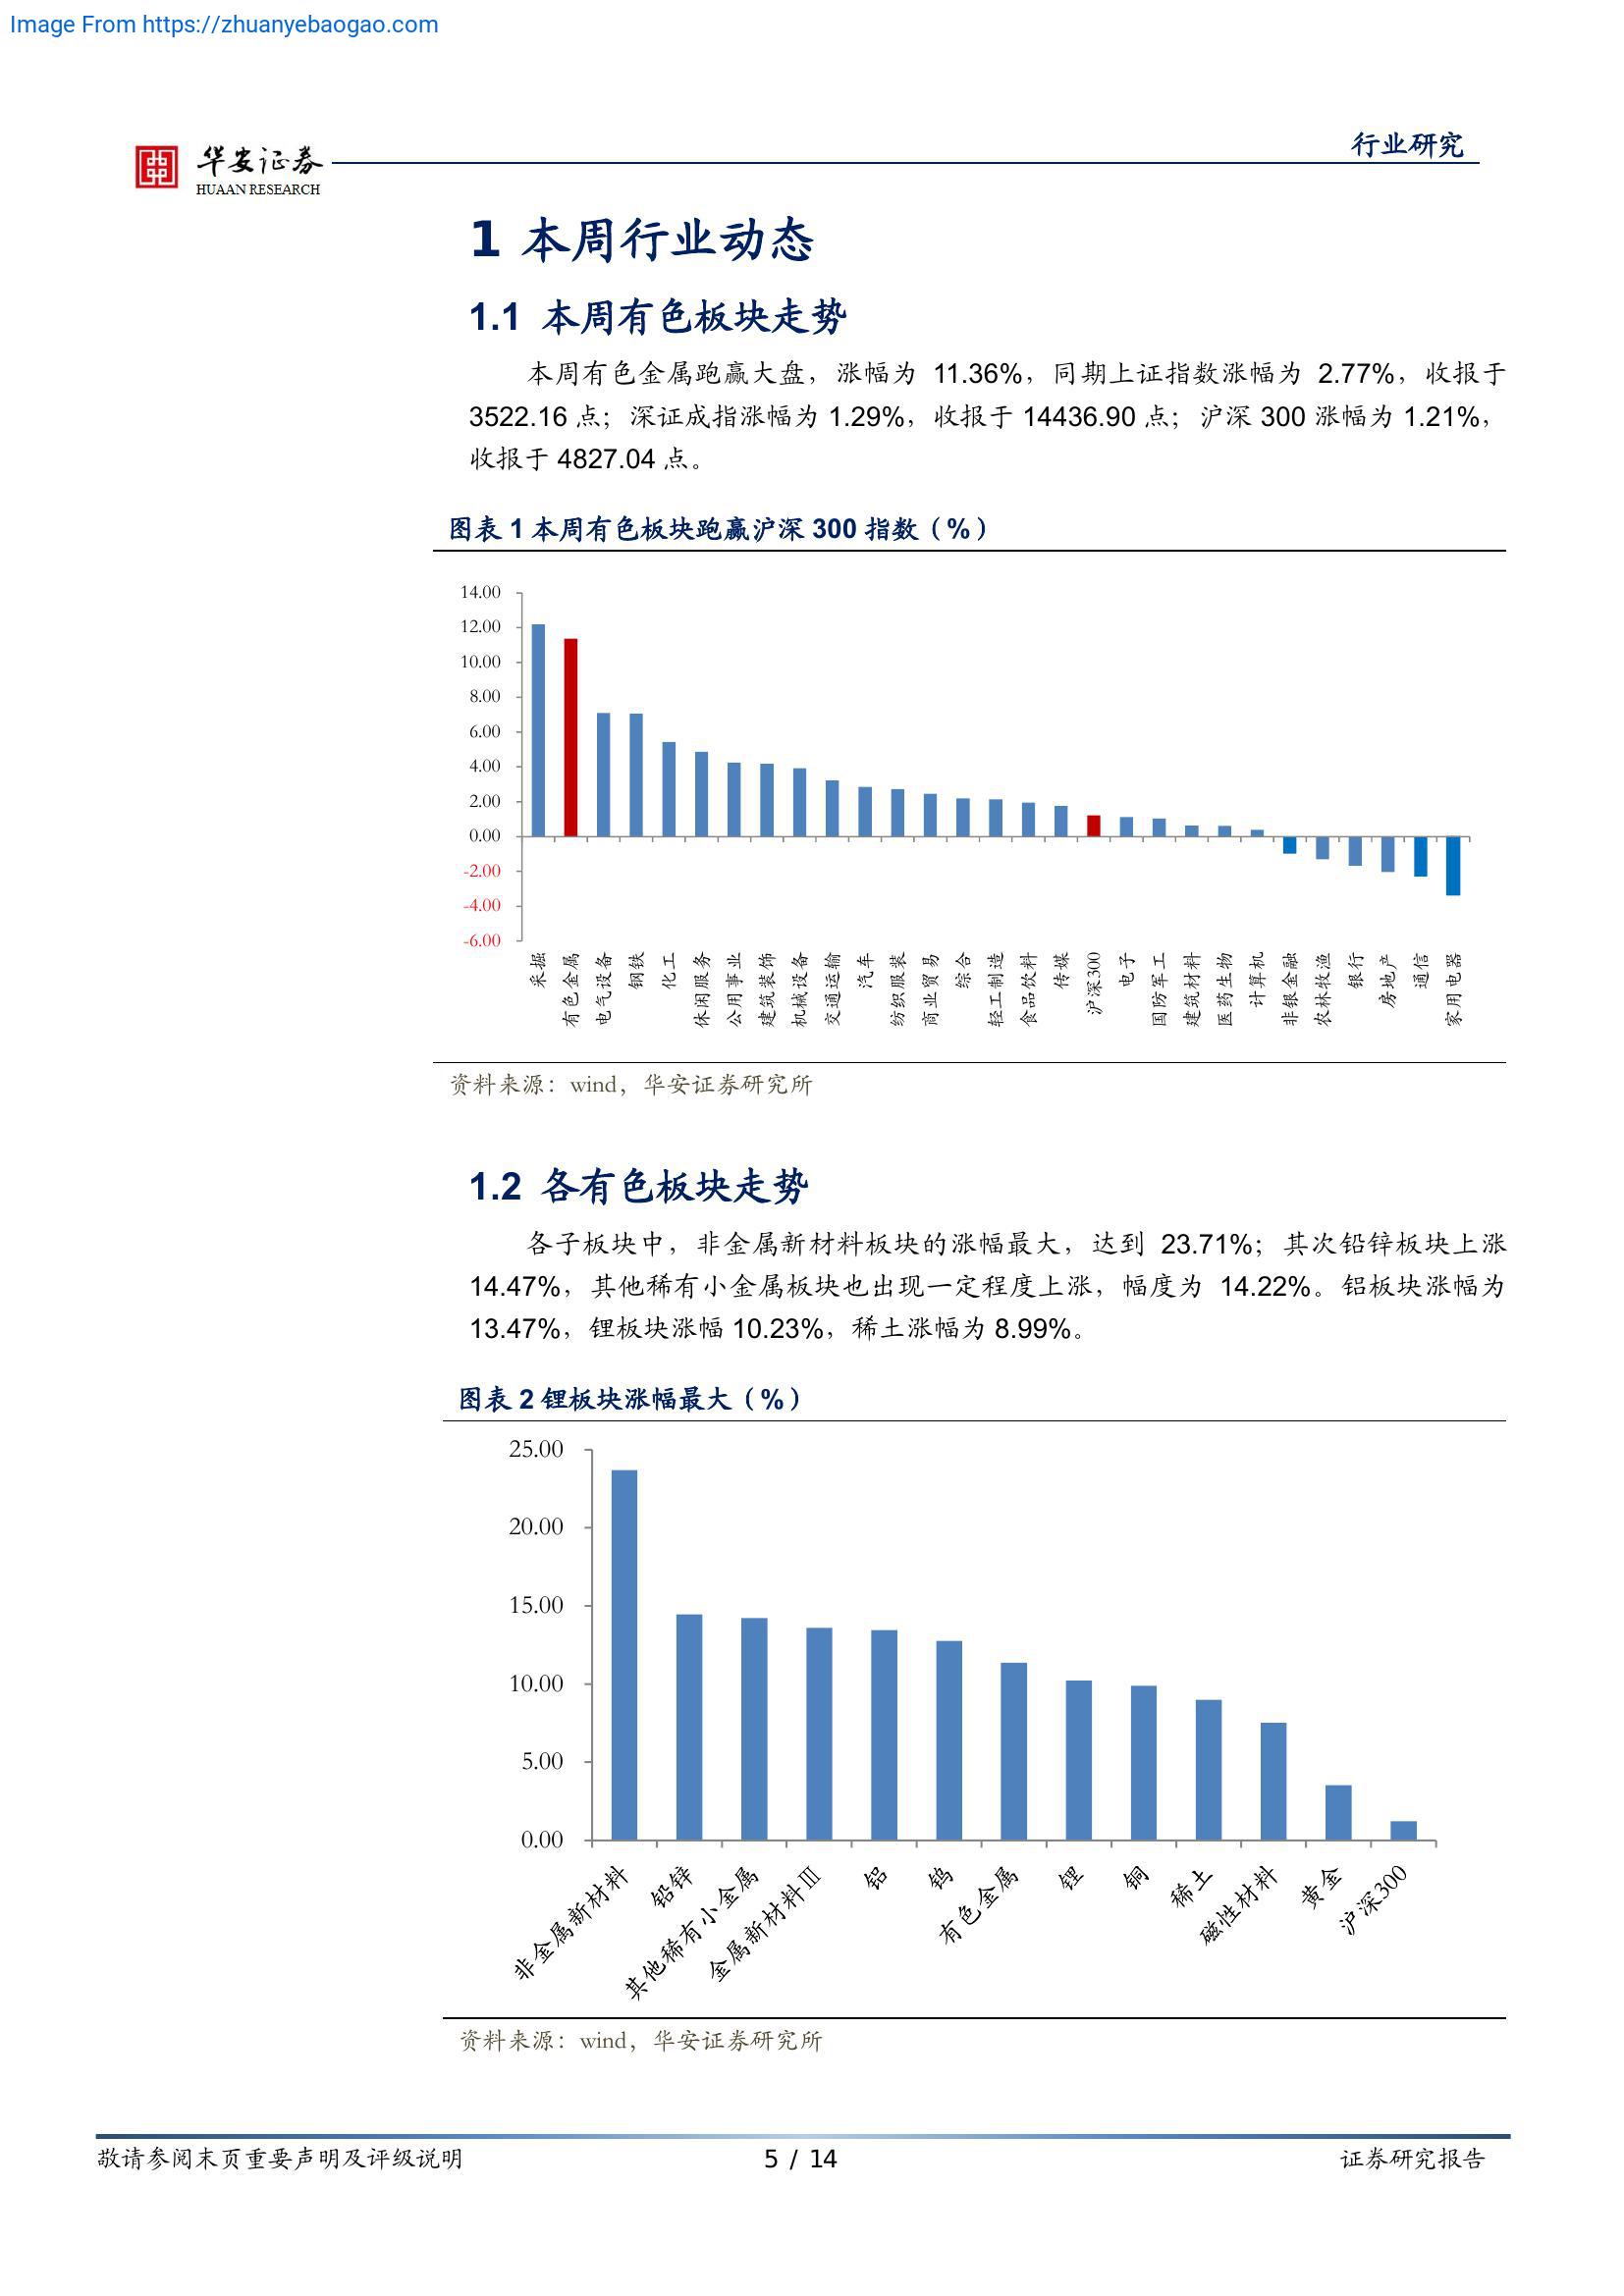 Image From https://zhuanyebaogao.com
华安证券
HUAAN RESEARCH
行业研究
1 本周行业动态
1.1 本周有色板块走势
本周有色金属跑赢大盘，涨幅为 11.36%，同期上证指数涨幅为 2.77%，收报于
3522.16 点；深证成指涨幅为 1.29%，收报于 14436.90 点；沪深 300 涨幅为 1.21%，
收报于 4827.04 点。
图表 1 本周有色板块跑赢沪深 300 指数（%）
14.00
12.00
10.00
8.00
6.00
4.00
2.00
0.00
-2.00
-4.00
-6.00
采掘
有色金属
电气设备
钢铁
化工
休闲服务
公用事业
建筑装饰
机械设备
交通运输
汽车
纺织服装
商业贸易
综合
轻工制造
食品饮料
传媒
沪深300
电子
国防军工
建筑材料
医药生物
计算机
非银金融
农林牧渔
银行
房地产
通信
家用电器
资料来源：wind，华安证券研究所
1.2 各有色板块走势
各子板块中，非金属新材料板块的涨幅最大，达到 23.71%；其次铅锌板块上涨
14.47%，其他稀有小金属板块也出现一定程度上涨，幅度为 14.22%。铝板块涨幅为
13.47%，锂板块涨幅 10.23%，稀土涨幅为 8.99%。
图表 2 锂板块涨幅最大（%）
25.00
20.00
15.00
10.00
5.00
0.00
非金属新材料
铅锌
其他稀有小金属
金属新材料Ⅲ
铝
钨
有色金属
锂
铜
稀土
磁性材料
黄金
沪深300
资料来源：wind，华安证券研究所
敬请参阅末页重要声明及评级说明
5 / 14
证券研究报告